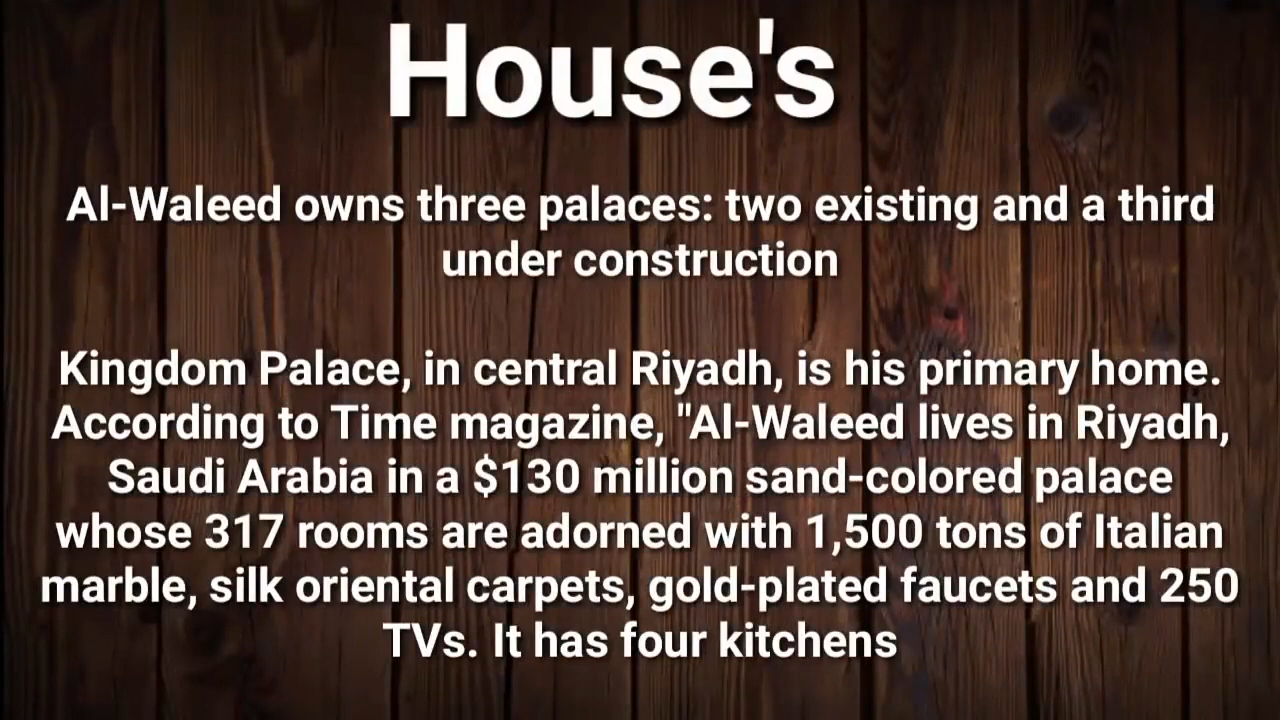 House's
Al-Waleed owns three palaces: two existing and a third
under construction
Kingdom Palace, in central Riyadh, is his primary home.
According to Time magazine, "Al-Waleed lives in Riyadh,
Saudi Arabia in a $130 million sand-colored palace
whose 317 rooms are adorned with 1,500 tons of Italian
marble, silk oriental carpets, gold-plated faucets and 250
TVs. It has four kitchens